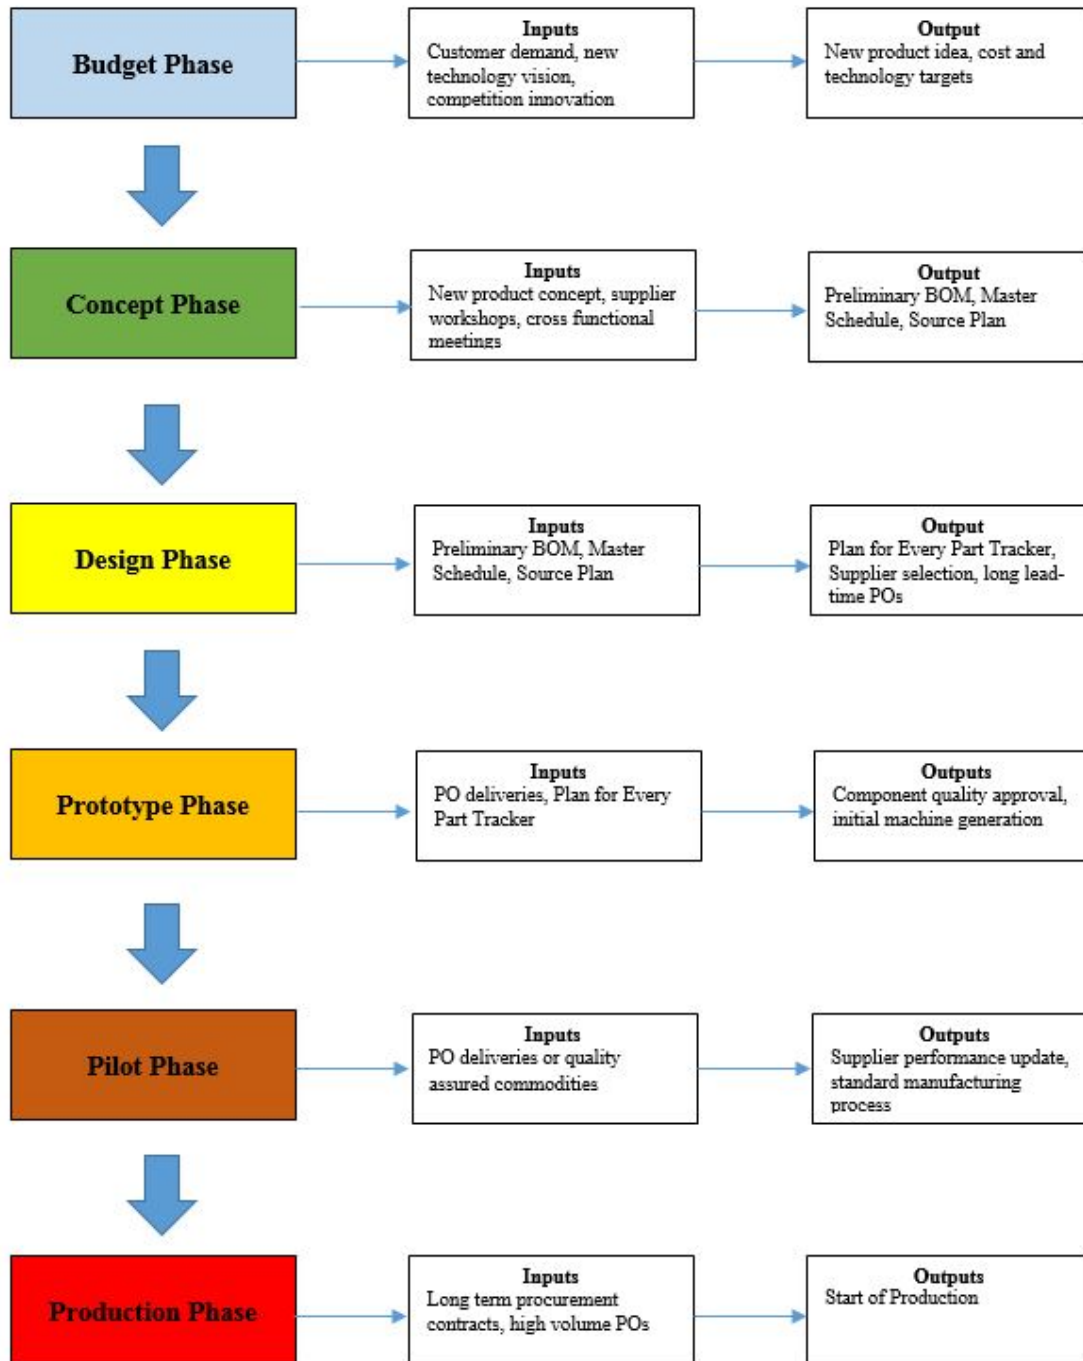 Budget Phase
Inputs
Customer demand, new
technology vision,
competition innovation
Output
New product idea, cost and
technology targets
Concept Phase
Inputs
New product concept, supplier
workshops, cross functional
meetings
Output
Preliminary BOM, Master
Schedule, Source Plan
Design Phase
Inputs
Preliminary BOM, Master
Schedule, Source Plan
Output
Plan for Every Part Tracker,
Supplier selection, long lead-
time POs
Prototype Phase
Inputs
PO deliveries, Plan for Every
Part Tracker
Outputs
Component quality approval,
initial machine generation
Pilot Phase
Inputs
PO deliveries or quality
assured commodities
Outputs
Supplier performance update,
standard manufacturing
process
Production Phase
Inputs
Long term procurement
contracts, high volume POs
Outputs
Start of Production